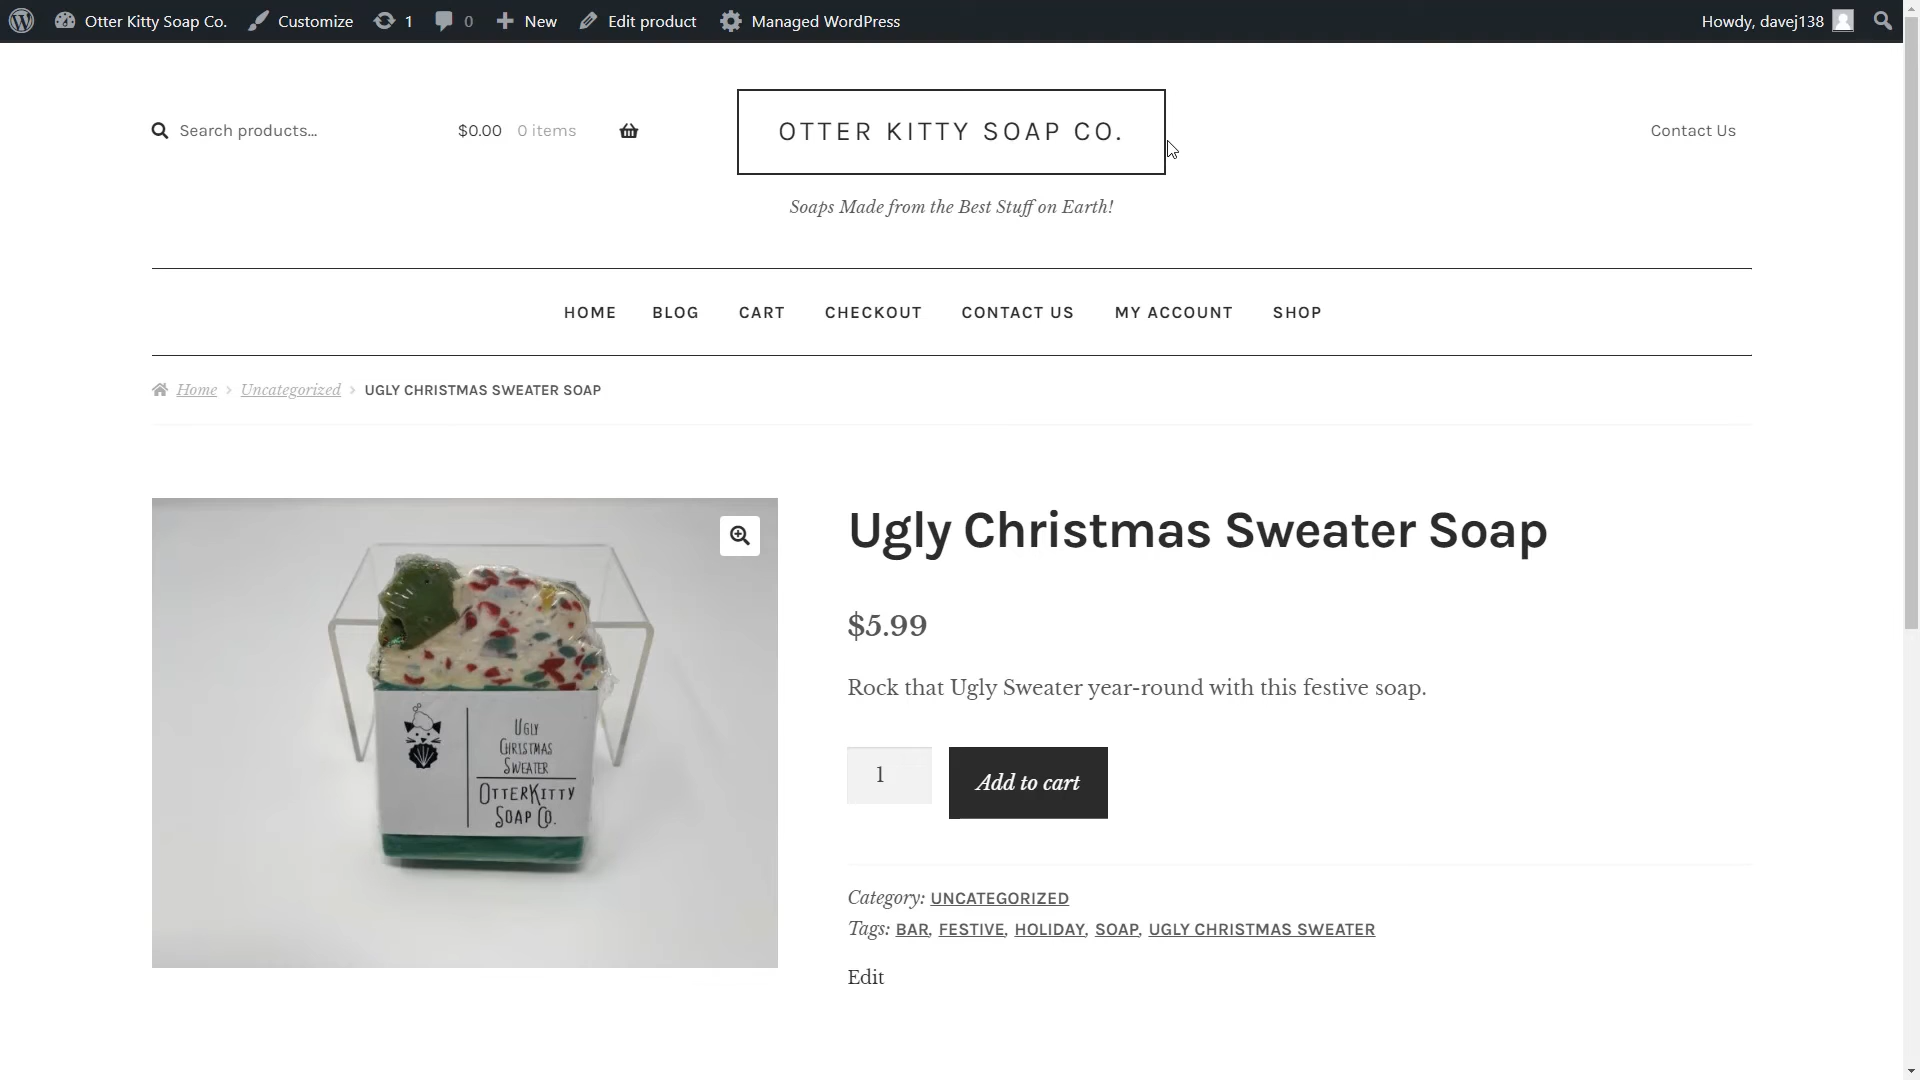 Otter Kitty Soap Co. Customize 1 0 New Edit product Managed WordPress Howdy, davej138
Search products... $0.00 0 items OTTER KITTY SOAP CO. Contact Us
Soaps Made from the Best Stuff on Earth!
HOME BLOG CART CHECKOUT CONTACT US MY ACCOUNT SHOP
Home Uncategorized UGLY CHRISTMAS SWEATER SOAP
Ugly Christmas Sweater Soap
$5.99
Rock that Ugly Sweater year-round with this festive soap.
1 Add to cart
UGLY
CHRISTMAS
SWEATER
OTTERKITTY
SOAP CO.
Category: UNCATEGORIZED
Tags: BAR, FESTIVE, HOLIDAY, SOAP, UGLY CHRISTMAS SWEATER
Edit